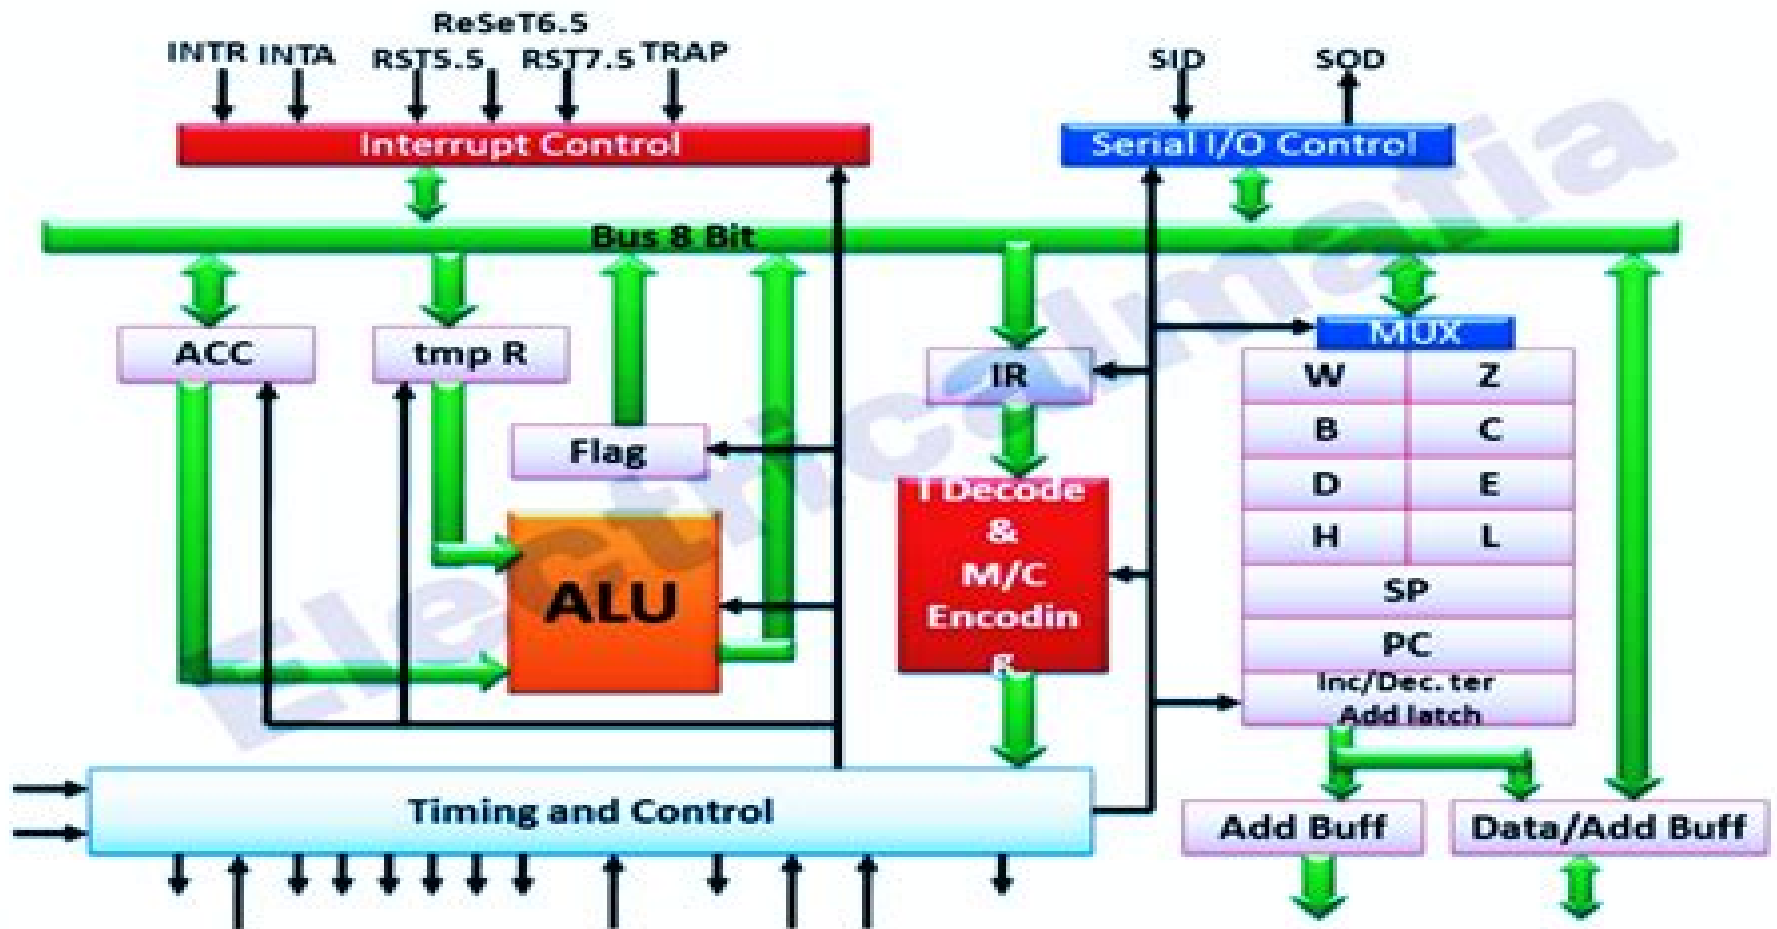 ReSeT6.5
INTR INTA RST5.5 RST7.5 TRAP
SID SOD
Interrupt Control
Serial I/O Control
Bus 8 Bit
ACC
tmp R
IR
MUX
W Z
B C
D E
H L
SP
PC
Inc/Dec. ter
Add latch
Flag
ALU
I Decode
&
M/C
Encodin
g
Timing and Control
Add Buff
Data/Add Buff
Electricalmafia